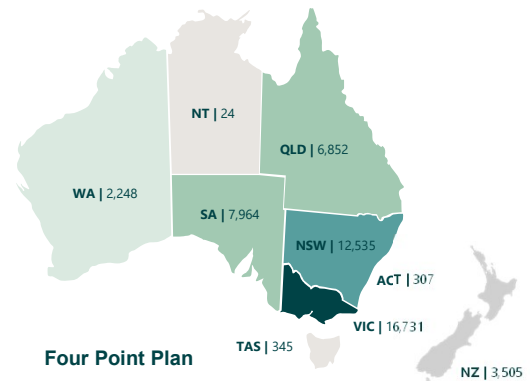 NT | 24
QLD | 6,852
WA | 2,248
SA | 7,964
NSW | 12,535
ACT | 307
VIC | 16,731
TAS | 345
Four Point Plan
NZ | 3,505